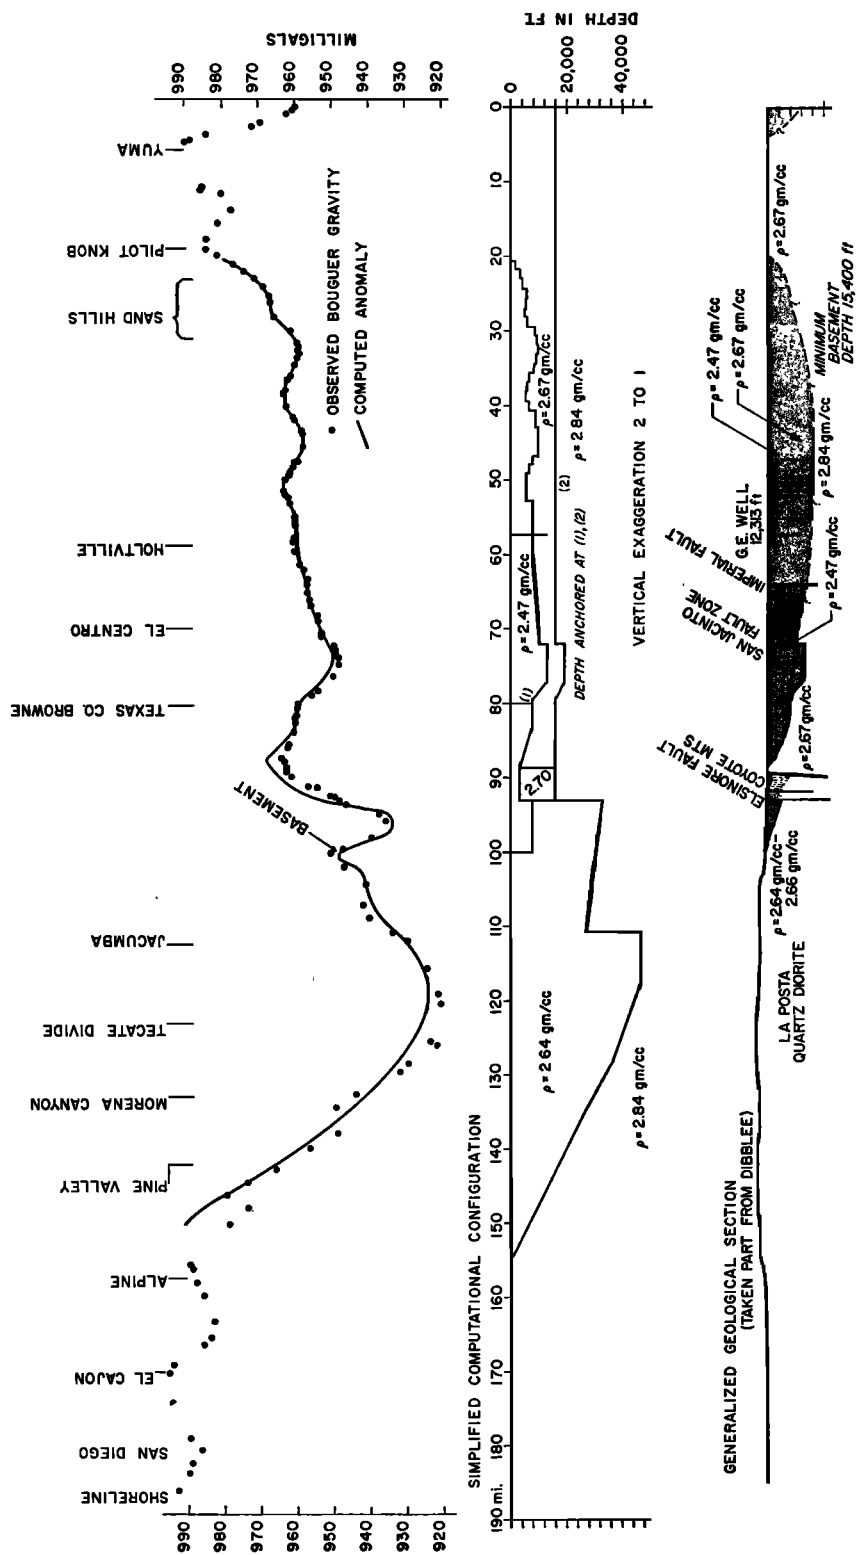 SHORELINE
SAN DIEGO
EL CAJON
ALPINE
PINE VALLEY
MORENA CANYON
TECATE DIVIDE
JACUMBA
TEXAS CO. BROWNE
EL CENTRO
HOLTVILLE
SAND HILLS
PILOT KNOB
YUMA
990
980
970
960
950
940
930
920
990
980
970
960
950
940
930
920
MILLIGALS
BASEMENT
OBSERVED BOUGUER GRAVITY
COMPUTED ANOMALY
SIMPLIFIED COMPUTATIONAL CONFIGURATION
190 mi. 180 170 160 150 140 130 120 110 100 90 80 70 60 50 40 30 20 10 0
0
20,000
40,000
DEPTH IN FT
ρ = 2.84 gm/cc
ρ = 2.64 gm/cc
2.70
(1)
ρ = 2.47 gm/cc
ρ = 2.67 gm/cc
(2)
ρ = 2.84 gm/cc
DEPTH ANCHORED AT (1), (2)
VERTICAL EXAGGERATION 2 TO 1
GENERALIZED GEOLOGICAL SECTION
(TAKEN PART FROM DIBBLEE)
LA POSTA
QUARTZ DIORITE
ρ = 2.64 gm/cc-
2.66 gm/cc
ELSINORE FAULT
COYOTE MTS
ρ = 2.67 gm/cc
SAN JACINTO
FAULT ZONE
IMPERIAL FAULT
ρ = 2.47 gm/cc
G.E. WELL
12,313 ft
ρ = 2.84 gm/cc
ρ = 2.47 gm/cc
ρ = 2.67 gm/cc
MINIMUM
BASEMENT
DEPTH 15,400 ft
ρ = 2.67 gm/cc